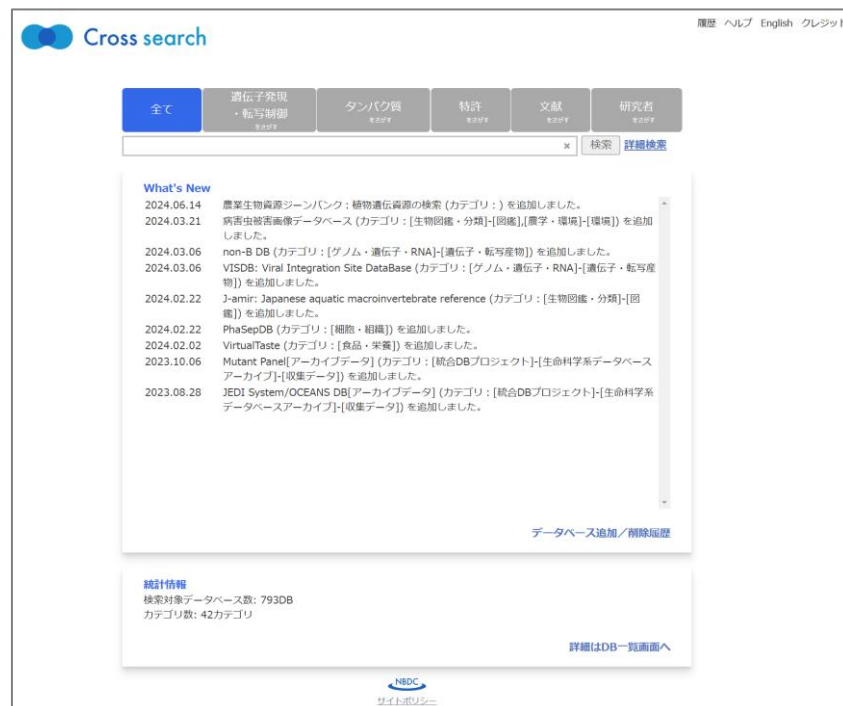 Cross search
履歴 ヘルプ English クレジット
全て
遺伝子発現
・転写制御
をさがす
タンパク質
をさがす
特許
をさがす
文献
をさがす
研究者
をさがす
× 検索 詳細検索
What's New
2024.06.14 農業生物資源ジーンバンク：植物遺伝資源の検索 (カテゴリ：) を追加しました。
2024.03.21 病害虫被害画像データベース (カテゴリ：[生物図鑑・分類]-[図鑑],[農学・環境]-[環境]) を追加
しました。
2024.03.06 non-B DB (カテゴリ：[ゲノム・遺伝子・RNA]-[遺伝子・転写産物]) を追加しました。
2024.03.06 VISDB: Viral Integration Site DataBase (カテゴリ：[ゲノム・遺伝子・RNA]-[遺伝子・転写産
物]) を追加しました。
2024.02.22 J-amir: Japanese aquatic macroinvertebrate reference (カテゴリ：[生物図鑑・分類]-[図
鑑]) を追加しました。
2024.02.22 PhaSepDB (カテゴリ：[細胞・組織]) を追加しました。
2024.02.02 VirtualTaste (カテゴリ：[食品・栄養]) を追加しました。
2023.10.06 Mutant Panel[アーカイブデータ] (カテゴリ：[統合DBプロジェクト]-[生命科学系データベース
アーカイブ]-[収集データ]) を追加しました。
2023.08.28 JEDI System/OCEANS DB[アーカイブデータ] (カテゴリ：[統合DBプロジェクト]-[生命科学系
データベースアーカイブ]-[収集データ]) を追加しました。
データベース追加／削除履歴
統計情報
検索対象データベース数: 793DB
カテゴリ数: 42カテゴリ
詳細はDB一覧画面へ
NBDC
サイトポリシー